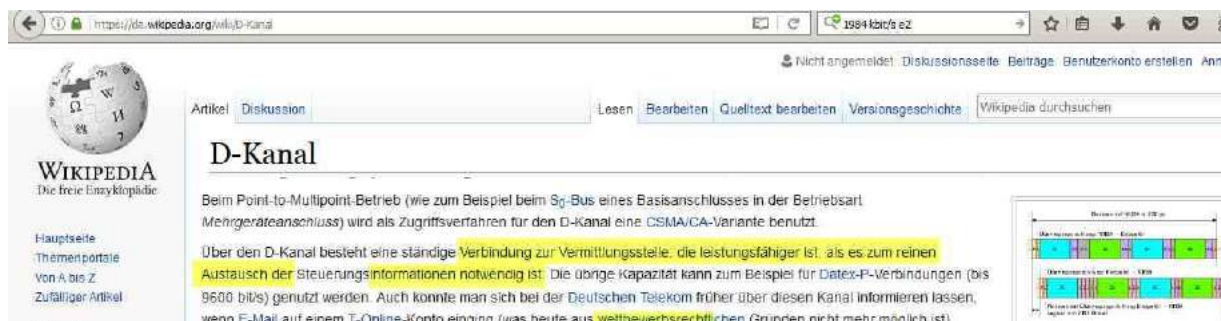 https://de.wikipedia.org/wiki/D-Kanal
1984 kbit/s e2
Nicht angemeldet Diskussionsseite Beiträge Benutzerkonto erstellen Anm
Artikel Diskussion
Lesen Bearbeiten Quelltext bearbeiten Versionsgeschichte
Wikipedia durchsuchen
WIKIPEDIA
Die freie Enzyklopädie
Hauptseite
Themenportale
Von A bis Z
Zufälliger Artikel
D-Kanal
Beim Point-to-Multipoint-Betrieb (wie zum Beispiel beim S0-Bus eines Basisanschlusses in der Betriebsart
Mehrgeräteanschluss) wird als Zugriffsverfahren für den D-Kanal eine CSMA/CA-Variante benutzt.
Über den D-Kanal besteht eine ständige Verbindung zur Vermittlungsstelle, die leistungsfähiger ist, als es zum reinen
Austausch der Steuerungsinformationen notwendig ist. Die übrige Kapazität kann zum Beispiel für Datex-P-Verbindungen (bis
9600 bit/s) genutzt werden. Auch konnte man sich bei der Deutschen Telekom früher über diesen Kanal informieren lassen,
wenn E-Mail auf einem T-Online-Konto einging (was heute aus wettbewerbsrechtlichen Gründen nicht mehr möglich ist).